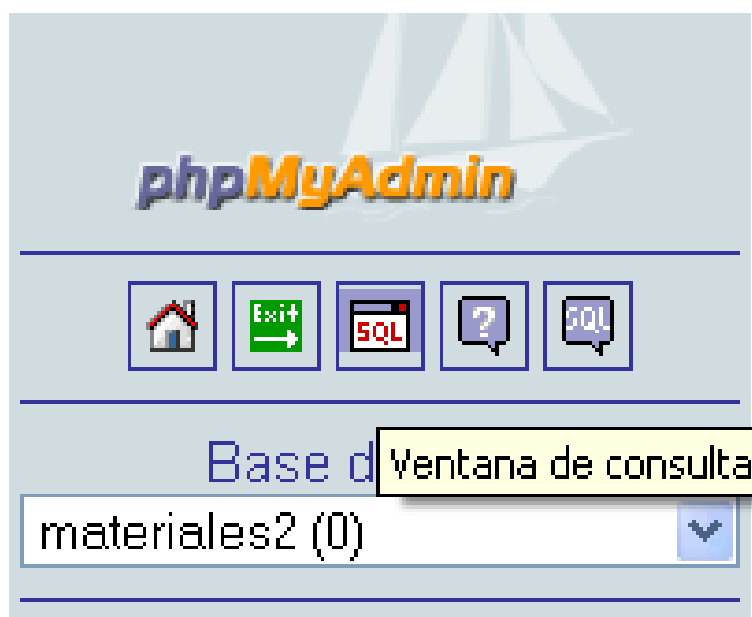 phpMyAdmin
Exit
SQL
?
SQL
Base d
Ventana de consulta
materiales2 (0)